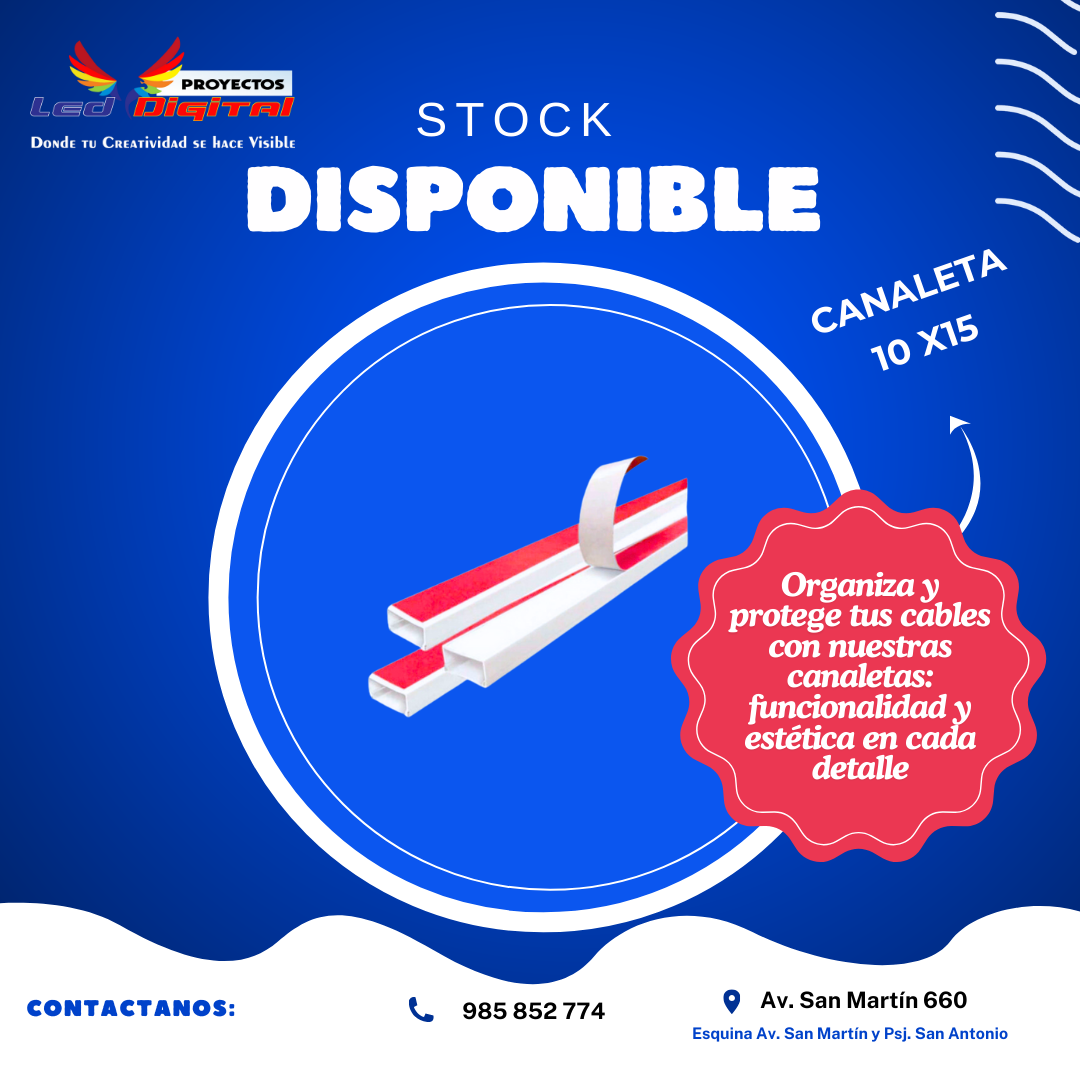 PROYECTOS
Led Digital
Donde tu Creatividad se hace Visible
STOCK
DISPONIBLE
CANALETA
10 X15
Organiza y
protege tus cables
con nuestras
canaletas:
funcionalidad y
estética en cada
detalle
CONTACTANOS:
985 852 774
Av. San Martín 660
Esquina Av. San Martín y Psj. San Antonio